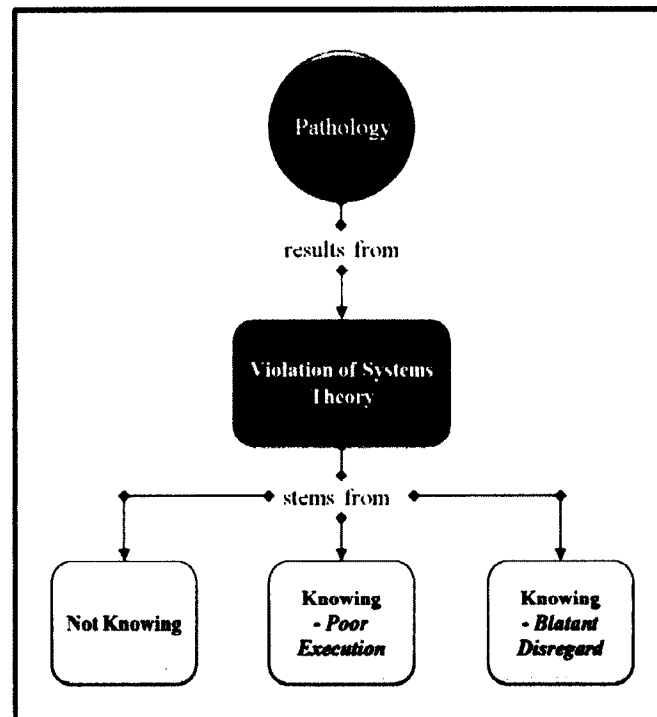 Pathology
results from
Violation of Systems
Theory
stems from
Not Knowing
Knowing
- Poor
Execution
Knowing
- Blatant
Disregard